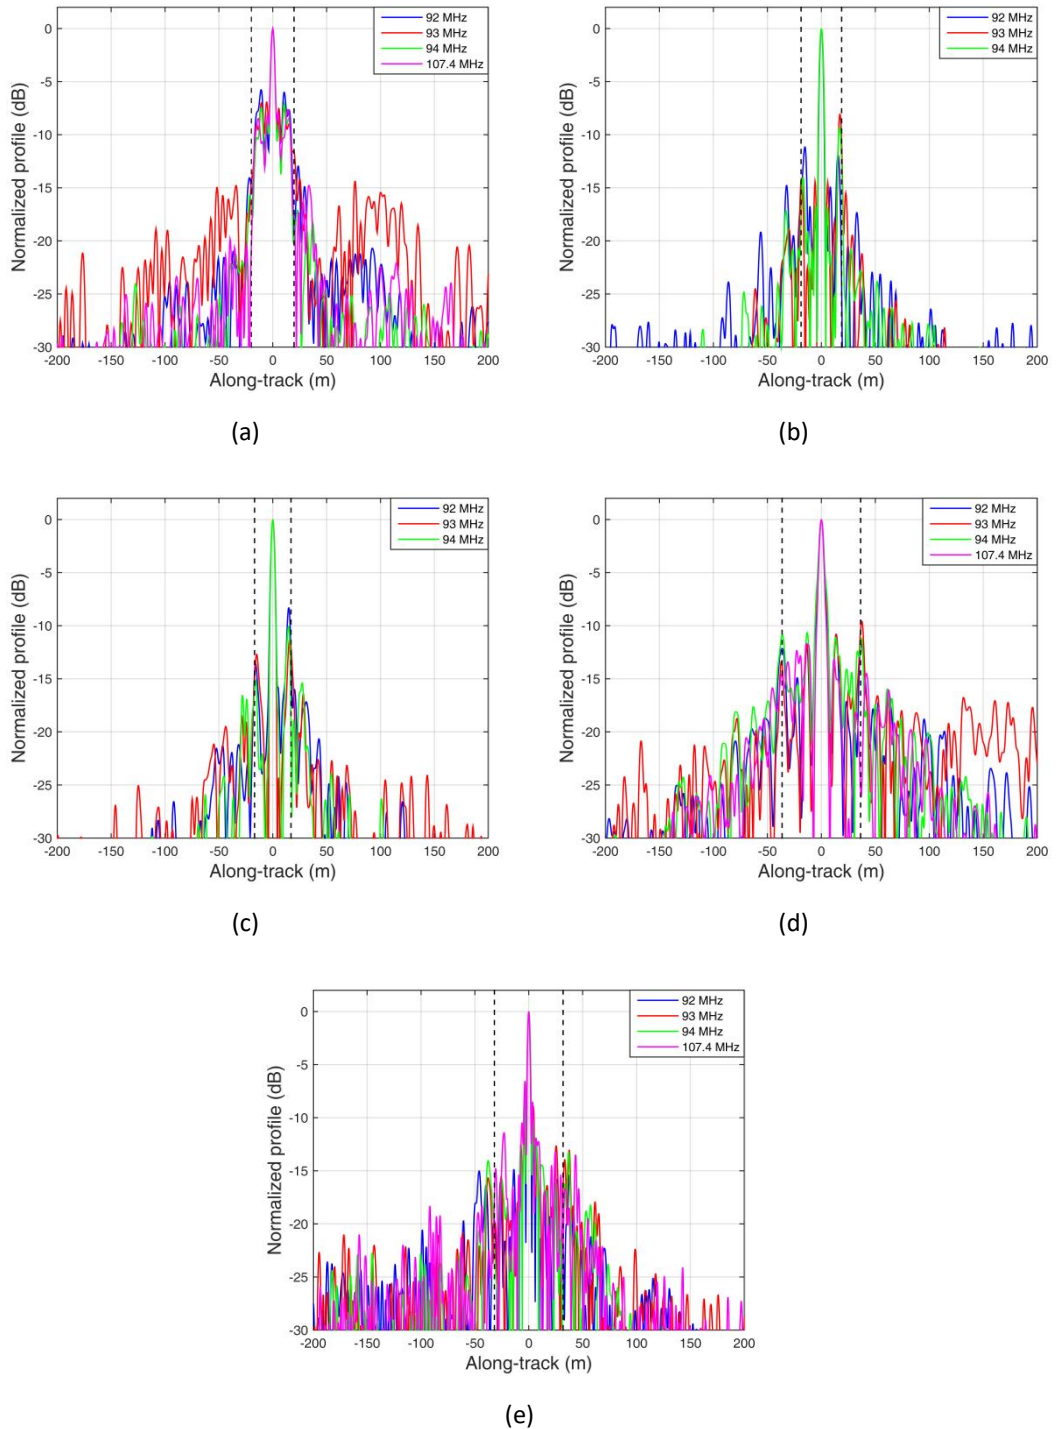 92 MHz
93 MHz
94 MHz
107.4 MHz
0
-5
-10
-15
-20
-25
-30
Normalized profile (dB)
-200 -150 -100 -50 0 50 100 150 200
Along-track (m)
(a)
92 MHz
93 MHz
94 MHz
0
-5
-10
-15
-20
-25
-30
Normalized profile (dB)
-200 -150 -100 -50 0 50 100 150 200
Along-track (m)
(b)
92 MHz
93 MHz
94 MHz
0
-5
-10
-15
-20
-25
-30
Normalized profile (dB)
-200 -150 -100 -50 0 50 100 150 200
Along-track (m)
(c)
92 MHz
93 MHz
94 MHz
107.4 MHz
0
-5
-10
-15
-20
-25
-30
Normalized profile (dB)
-200 -150 -100 -50 0 50 100 150 200
Along-track (m)
(d)
92 MHz
93 MHz
94 MHz
107.4 MHz
0
-5
-10
-15
-20
-25
-30
Normalized profile (dB)
-200 -150 -100 -50 0 50 100 150 200
Along-track (m)
(e)